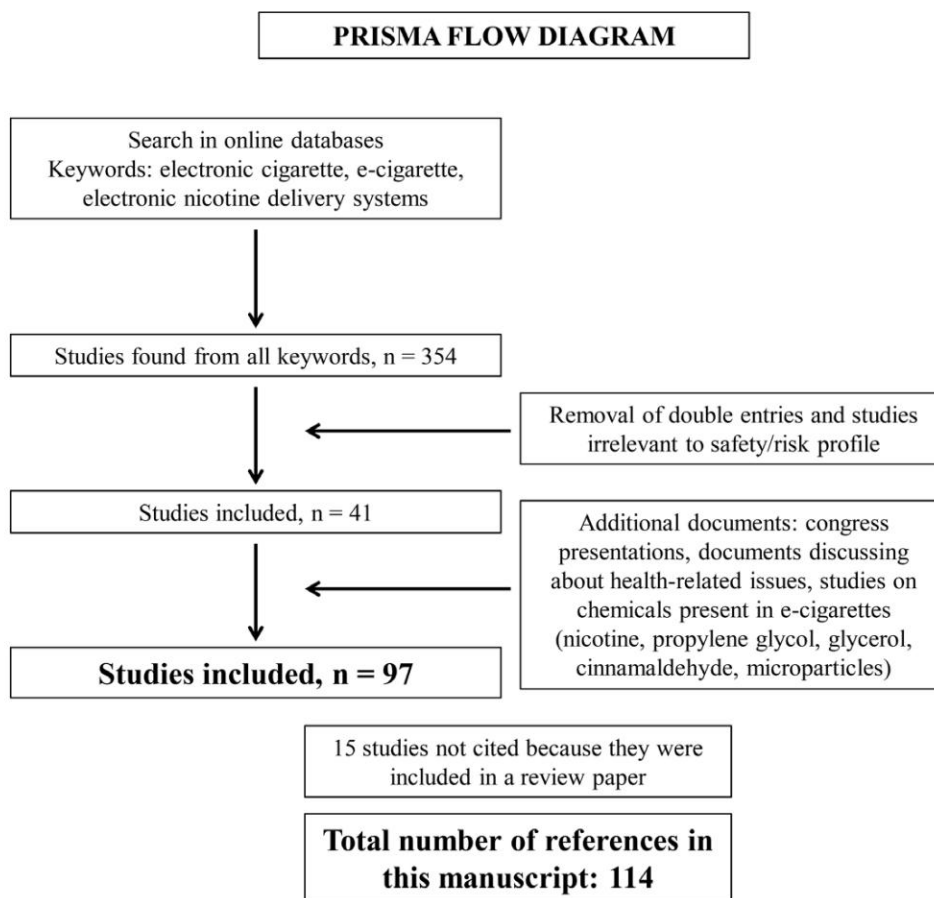 PRISMA FLOW DIAGRAM
Search in online databases
Keywords: electronic cigarette, e-cigarette,
electronic nicotine delivery systems
Studies found from all keywords, n = 354
Removal of double entries and studies
irrelevant to safety/risk profile
Studies included, n = 41
Additional documents: congress
presentations, documents discussing
about health-related issues, studies on
chemicals present in e-cigarettes
(nicotine, propylene glycol, glycerol,
cinnamaldehyde, microparticles)
Studies included, n = 97
15 studies not cited because they were
included in a review paper
Total number of references in
this manuscript: 114